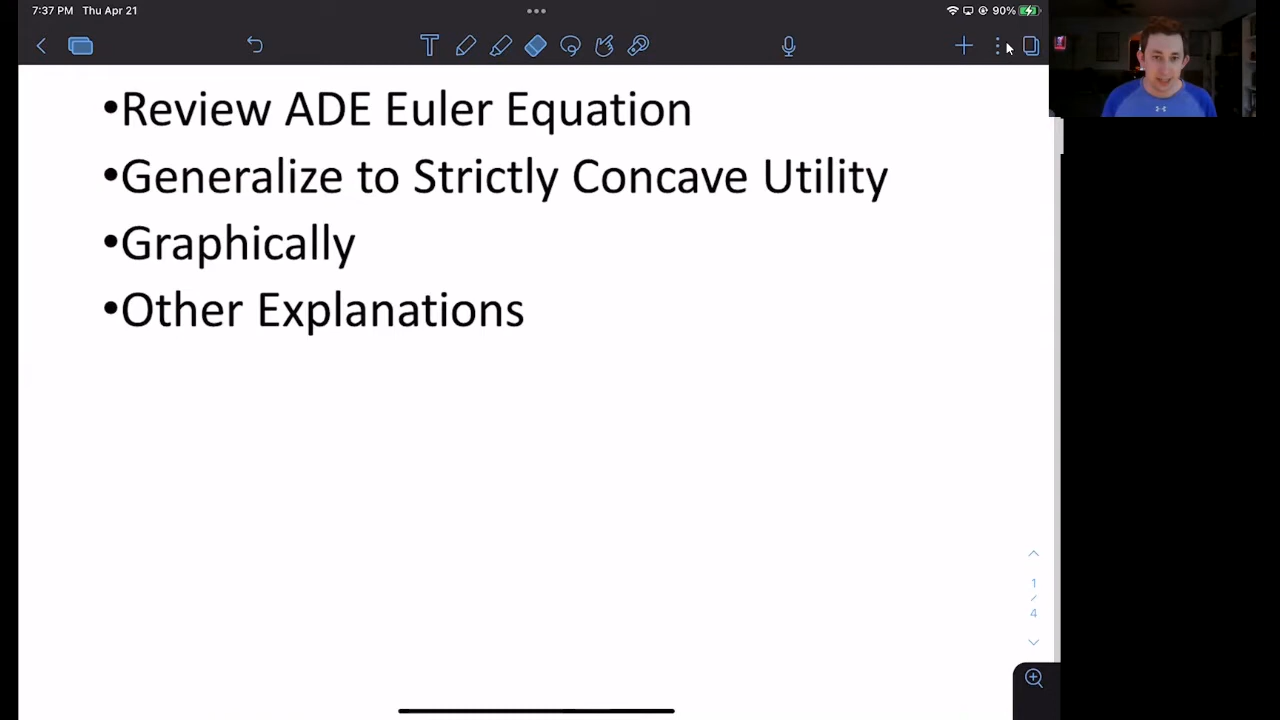 7:37 PM Thu Apr 21
90%
T
•Review ADE Euler Equation
•Generalize to Strictly Concave Utility
•Graphically
•Other Explanations
1
/
4